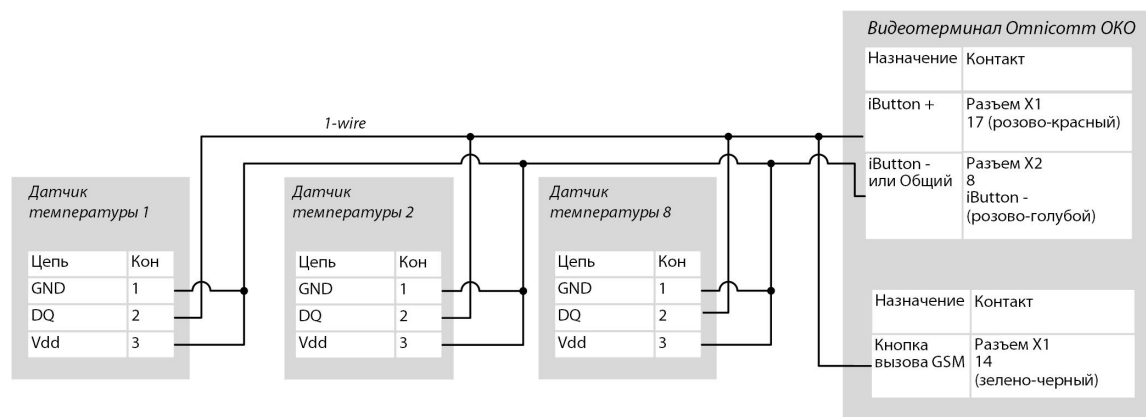 Видеотерминал Omnicomm ОКО
Назначение Контакт
iButton + Разъем X1
17 (розово-красный)
iButton - Разъем X2
или Общий 8
iButton -
(розово-голубой)
1-wire
Датчик
температуры 1
Цепь Кон
GND 1
DQ 2
Vdd 3
Датчик
температуры 2
Цепь Кон
GND 1
DQ 2
Vdd 3
Датчик
температуры 8
Цепь Кон
GND 1
DQ 2
Vdd 3
Назначение Контакт
Кнопка Разъем X1
вызова GSM 14
(зелено-черный)